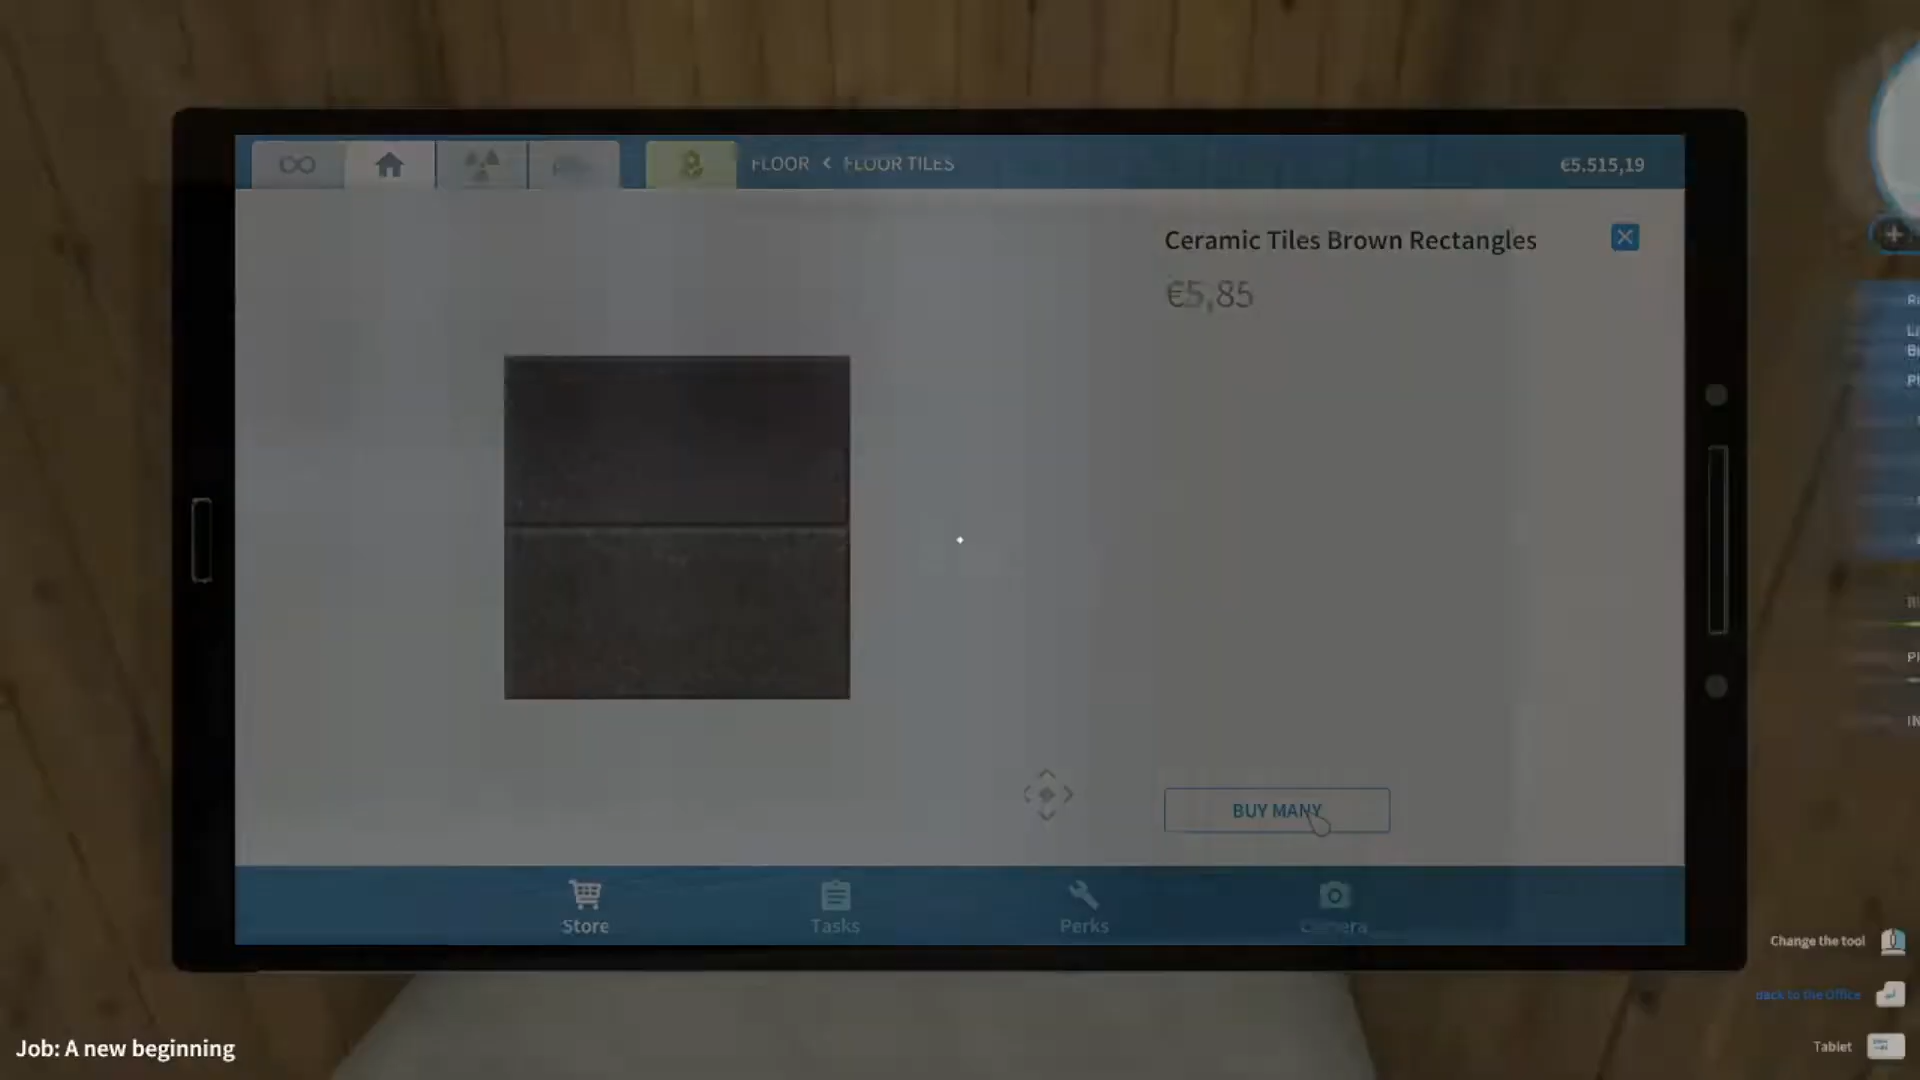 FLOOR < FLOOR TILES
€5.515,19
Ceramic Tiles Brown Rectangles
€5,85
BUY MANY
Store
Tasks
Perks
Camera
Change the tool
Back to the Office
Tablet
Job: A new beginning